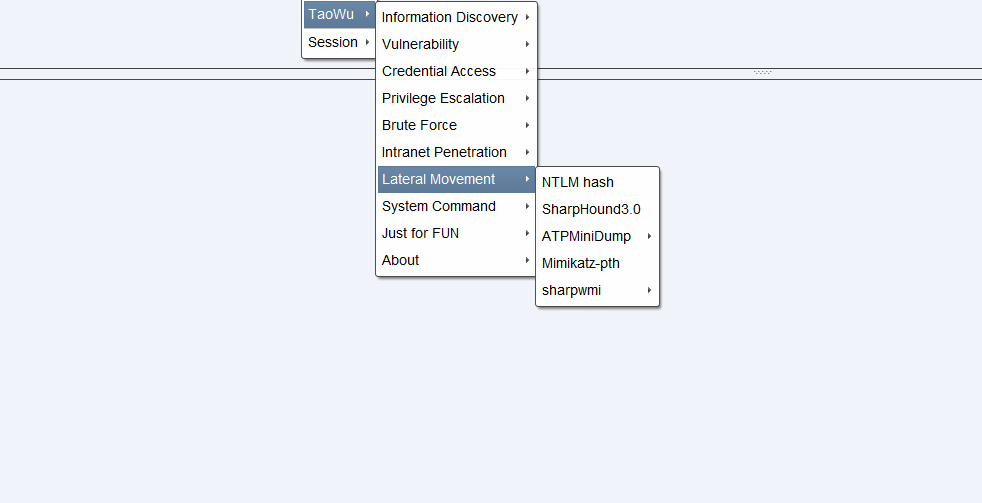 TaoWu
Session
Information Discovery
Vulnerability
Credential Access
Privilege Escalation
Brute Force
Intranet Penetration
Lateral Movement
System Command
Just for FUN
About
NTLM hash
SharpHound3.0
ATPMiniDump
Mimikatz-pth
sharpwmi